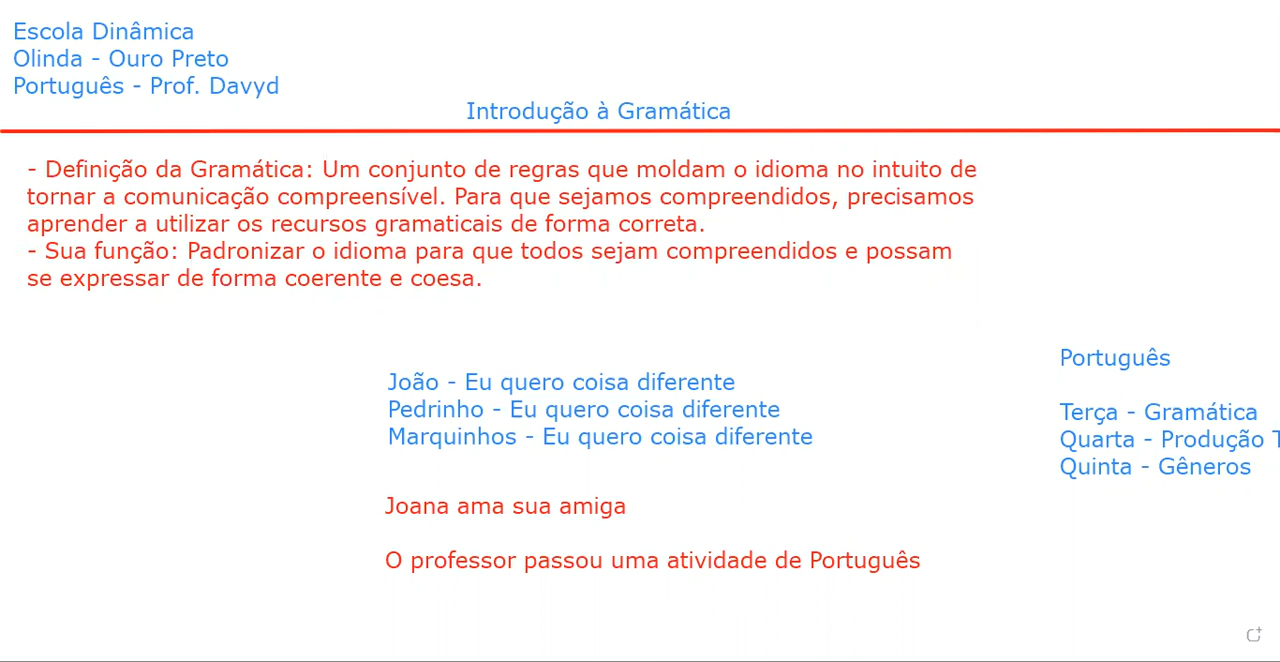 Escola Dinâmica
Olinda - Ouro Preto
Português - Prof. Davyd
Introdução à Gramática
- Definição da Gramática: Um conjunto de regras que moldam o idioma no intuito de
tornar a comunicação compreensível. Para que sejamos compreendidos, precisamos
aprender a utilizar os recursos gramaticais de forma correta.
- Sua função: Padronizar o idioma para que todos sejam compreendidos e possam
se expressar de forma coerente e coesa.
João - Eu quero coisa diferente
Pedrinho - Eu quero coisa diferente
Marquinhos - Eu quero coisa diferente
Joana ama sua amiga
O professor passou uma atividade de Português
Português
Terça - Gramática
Quarta - Produção
Quinta - Gêneros